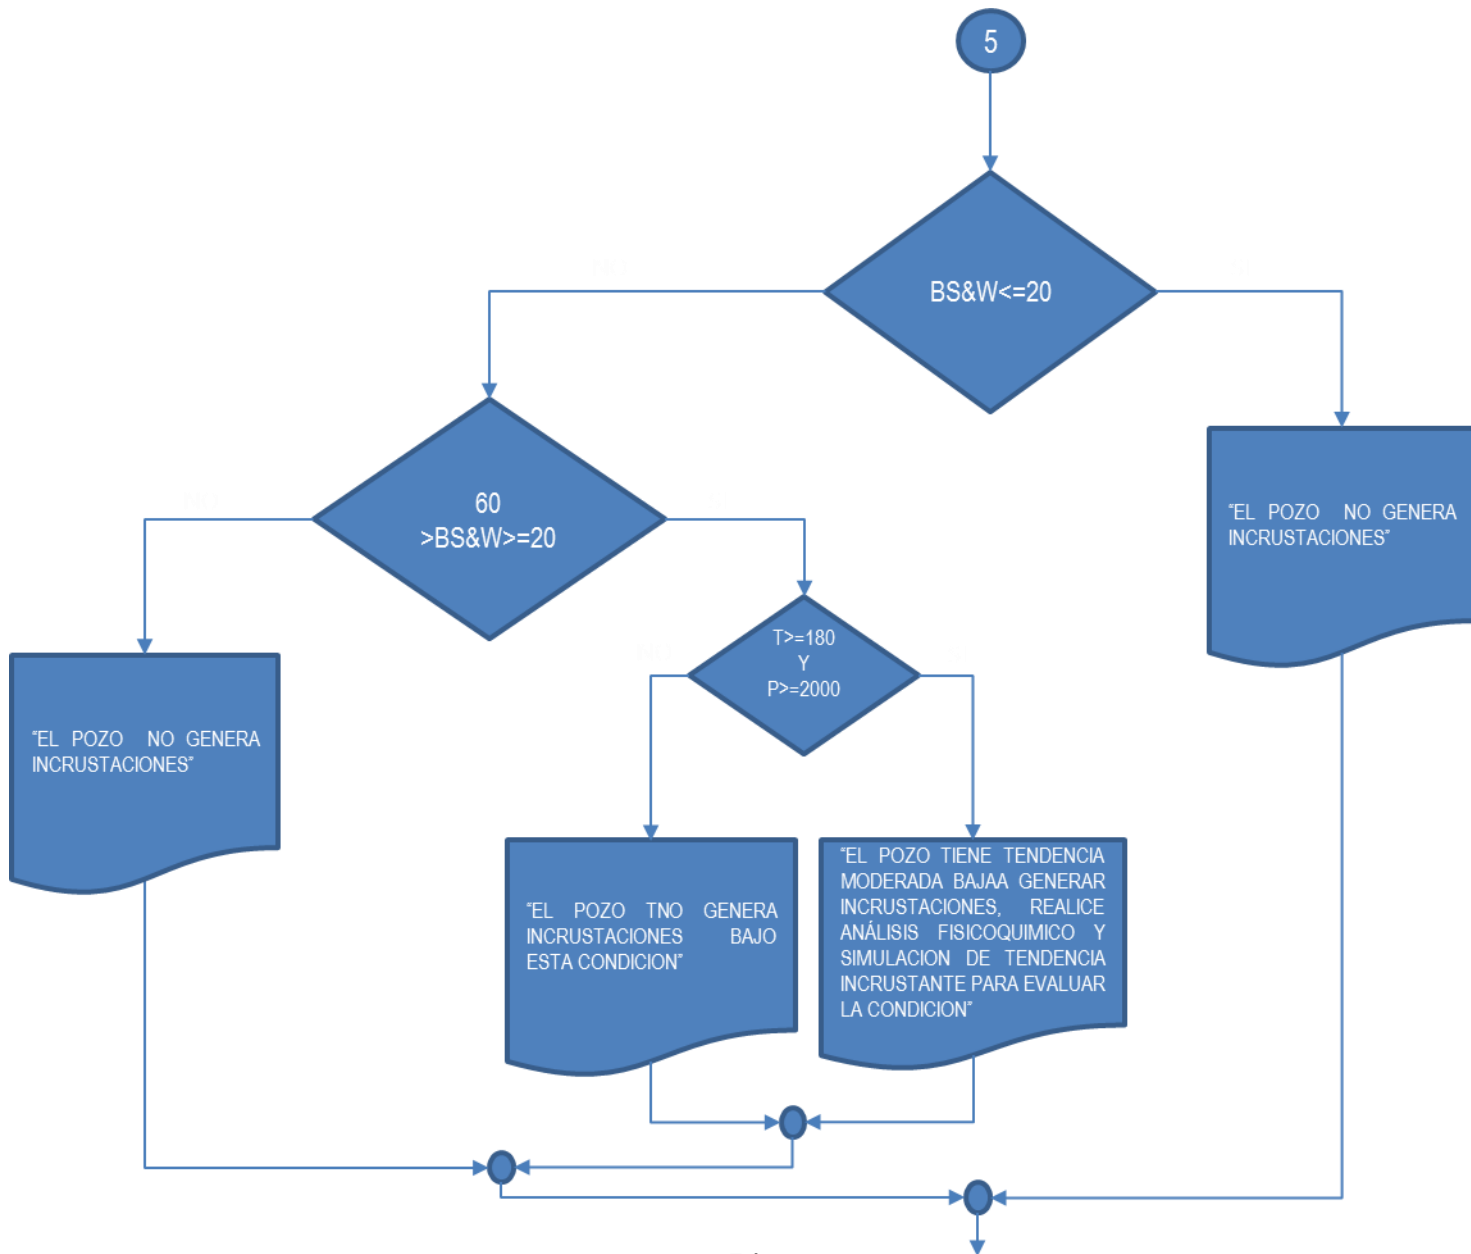 5
BS&W<=20
60
>BS&W>=20
"EL POZO NO GENERA
INCRUSTACIONES"
T>=180
Y
P>=2000
"EL POZO NO GENERA
INCRUSTACIONES"
"EL POZO TNO GENERA
INCRUSTACIONES BAJO
ESTA CONDICION"
"EL POZO TIENE TENDENCIA
MODERADA BAJAA GENERAR
INCRUSTACIONES, REALICE
ANÁLISIS FISICOQUIMICO Y
SIMULACION DE TENDENCIA
INCRUSTANTE PARA EVALUAR
LA CONDICION"